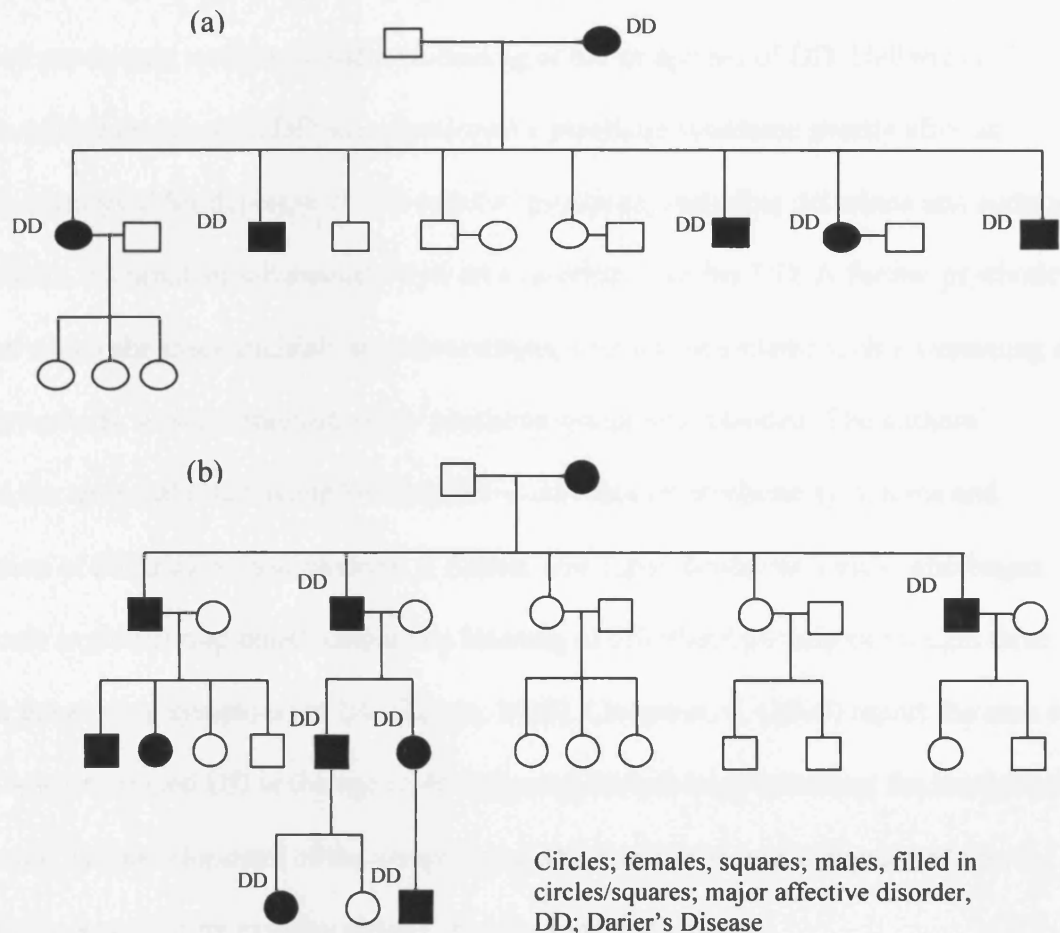 (a)
DD
DD DD DD DD DD
(b)
DD DD
DD DD
DD DD
Circles; females, squares; males, filled in
circles/squares; major affective disorder,
DD; Darier's Disease